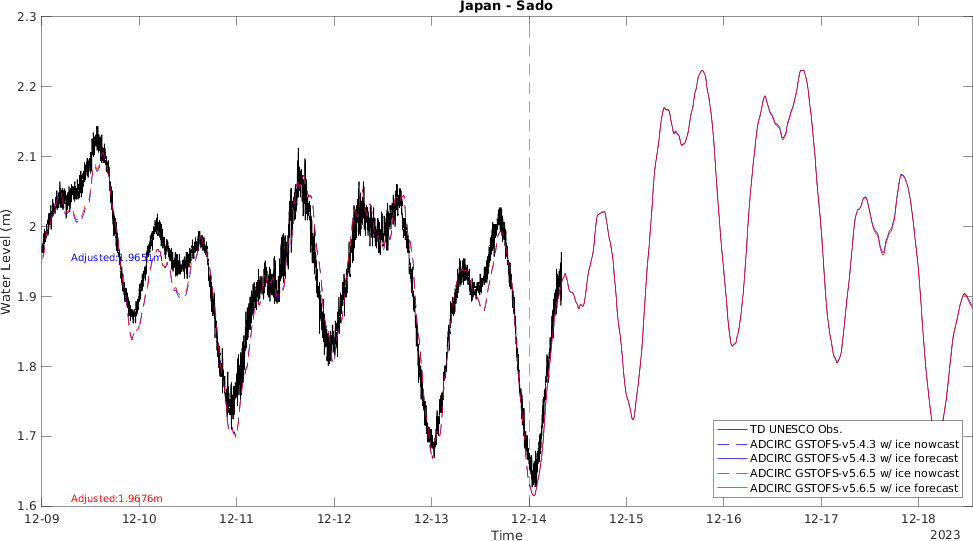 Japan - Sado
2.3
2.2
2.1
2
1.9
1.8
1.7
1.6
Water Level (m)
Adjusted:1.9651m
Adjusted:1.9676m
TD UNESCO Obs.
ADCIRC GSTOFS-v5.4.3 w/ ice nowcast
ADCIRC GSTOFS-v5.4.3 w/ ice forecast
ADCIRC GSTOFS-v5.6.5 w/ ice nowcast
ADCIRC GSTOFS-v5.6.5 w/ ice forecast
12-09 12-10 12-11 12-12 12-13 12-14 12-15 12-16 12-17 12-18
Time
2023